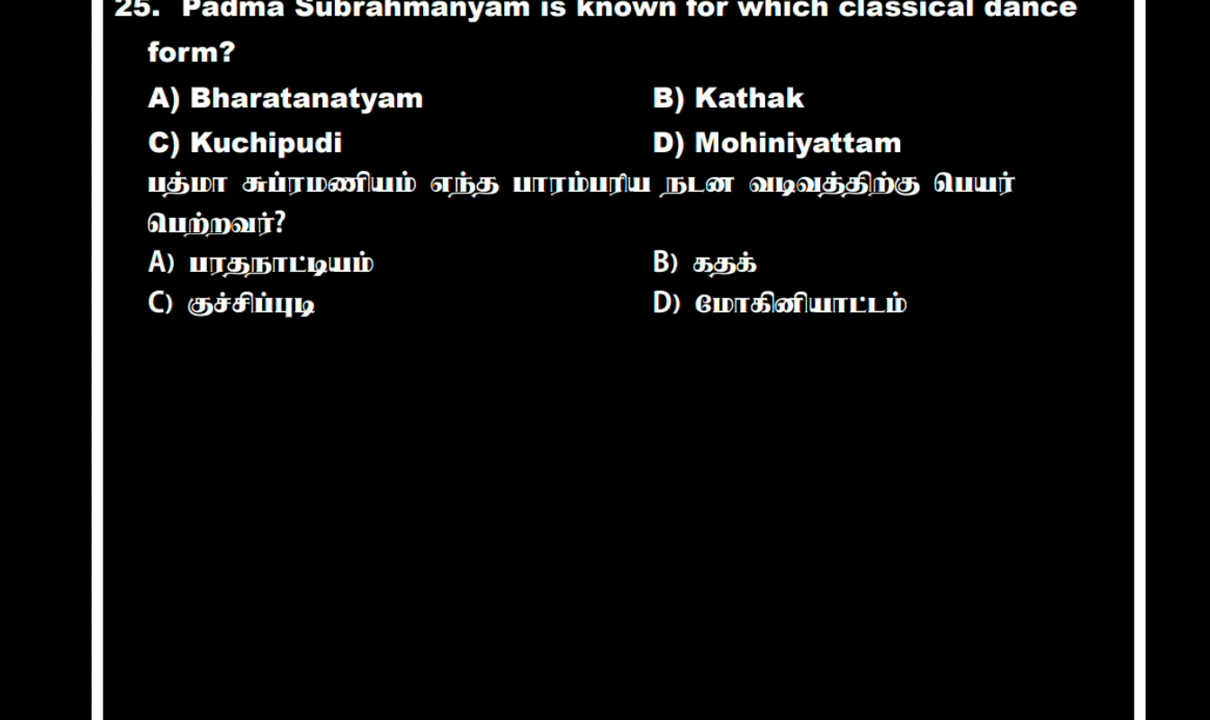 25. Padma Subrahmanyam is known for which classical dance
form?
A) Bharatanatyam B) Kathak
C) Kuchipudi D) Mohiniyattam
பத்மா சுப்ரமணியம் எந்த பாரம்பரிய நடன வடிவத்திற்கு பெயர்
பெற்றவர்?
A) பரதநாட்டியம் B) கதக்
C) குச்சிப்புடி D) மோகினியாட்டம்